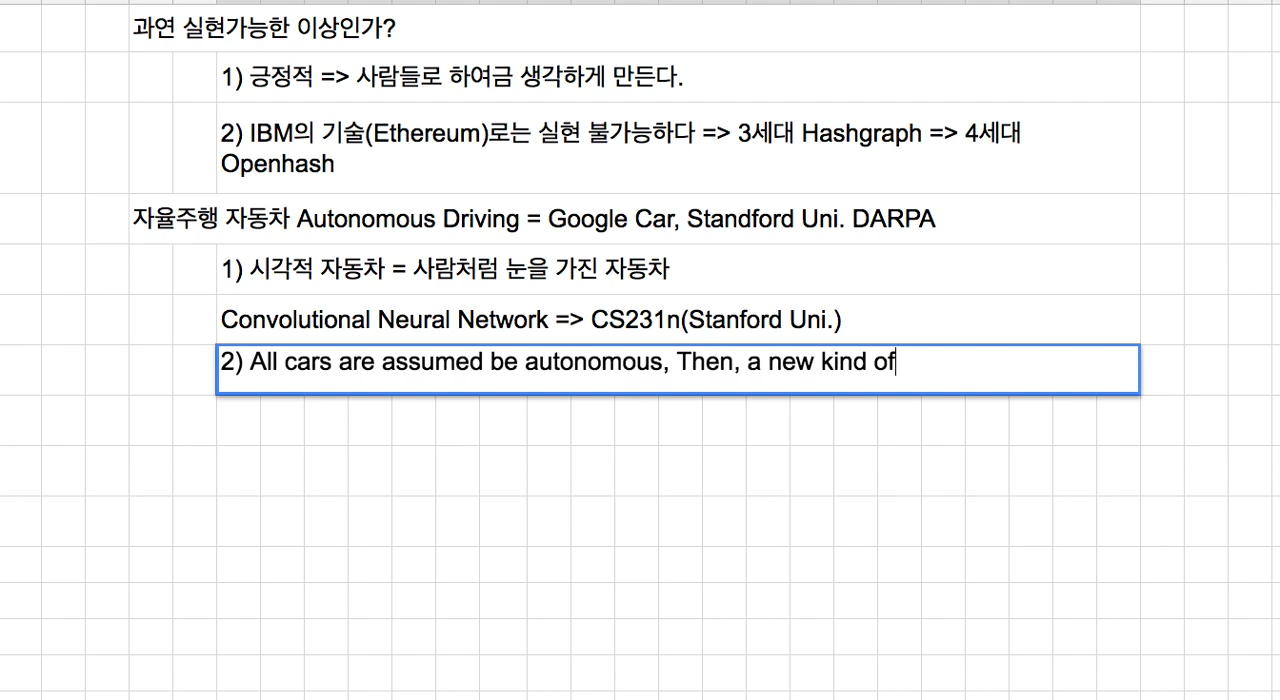 과연 실현가능한 이상인가?
1) 긍정적 => 사람들로 하여금 생각하게 만든다.
2) IBM의 기술(Ethereum)로는 실현 불가능하다 => 3세대 Hashgraph => 4세대
Openhash
자율주행 자동차 Autonomous Driving = Google Car, Standford Uni. DARPA
1) 시각적 자동차 = 사람처럼 눈을 가진 자동차
Convolutional Neural Network => CS231n(Stanford Uni.)
2) All cars are assumed be autonomous, Then, a new kind of